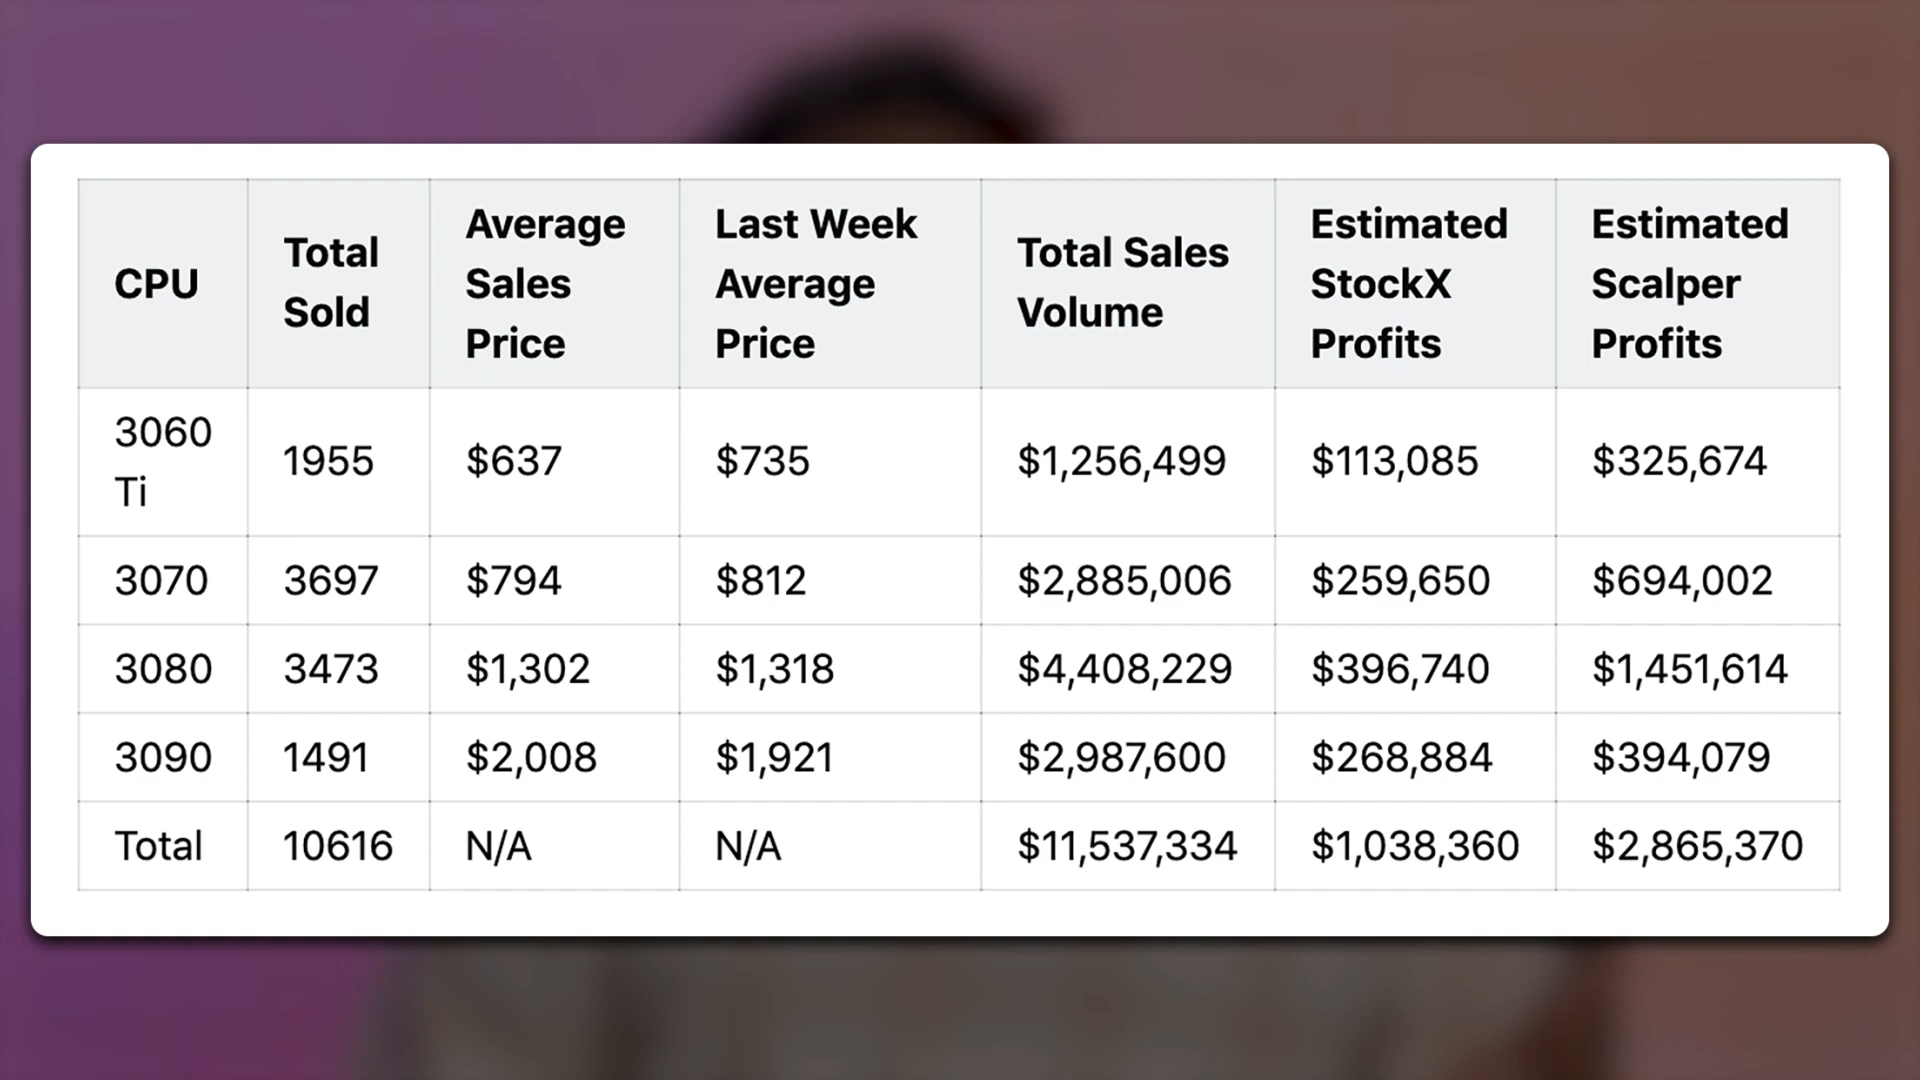 CPU
Total
Sold
Average
Sales
Price
Last Week
Average
Price
Total Sales
Volume
Estimated
StockX
Profits
Estimated
Scalper
Profits
3060
Ti
1955
$637
$735
$1,256,499
$113,085
$325,674
3070
3697
$794
$812
$2,885,006
$259,650
$694,002
3080
3473
$1,302
$1,318
$4,408,229
$396,740
$1,451,614
3090
1491
$2,008
$1,921
$2,987,600
$268,884
$394,079
Total
10616
N/A
N/A
$11,537,334
$1,038,360
$2,865,370